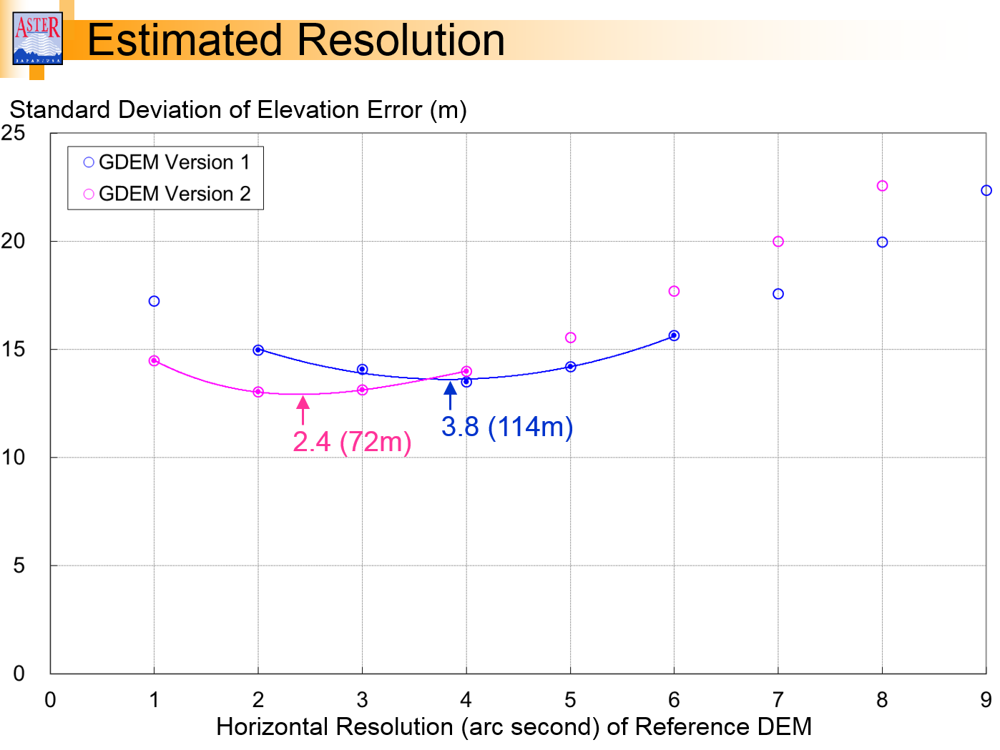 ASTER
JAPAN/USA
Estimated Resolution
Standard Deviation of Elevation Error (m)
25
GDEM Version 1
GDEM Version 2
20
15
3.8 (114m)
2.4 (72m)
10
5
0
0 1 2 3 4 5 6 7 8 9
Horizontal Resolution (arc second) of Reference DEM